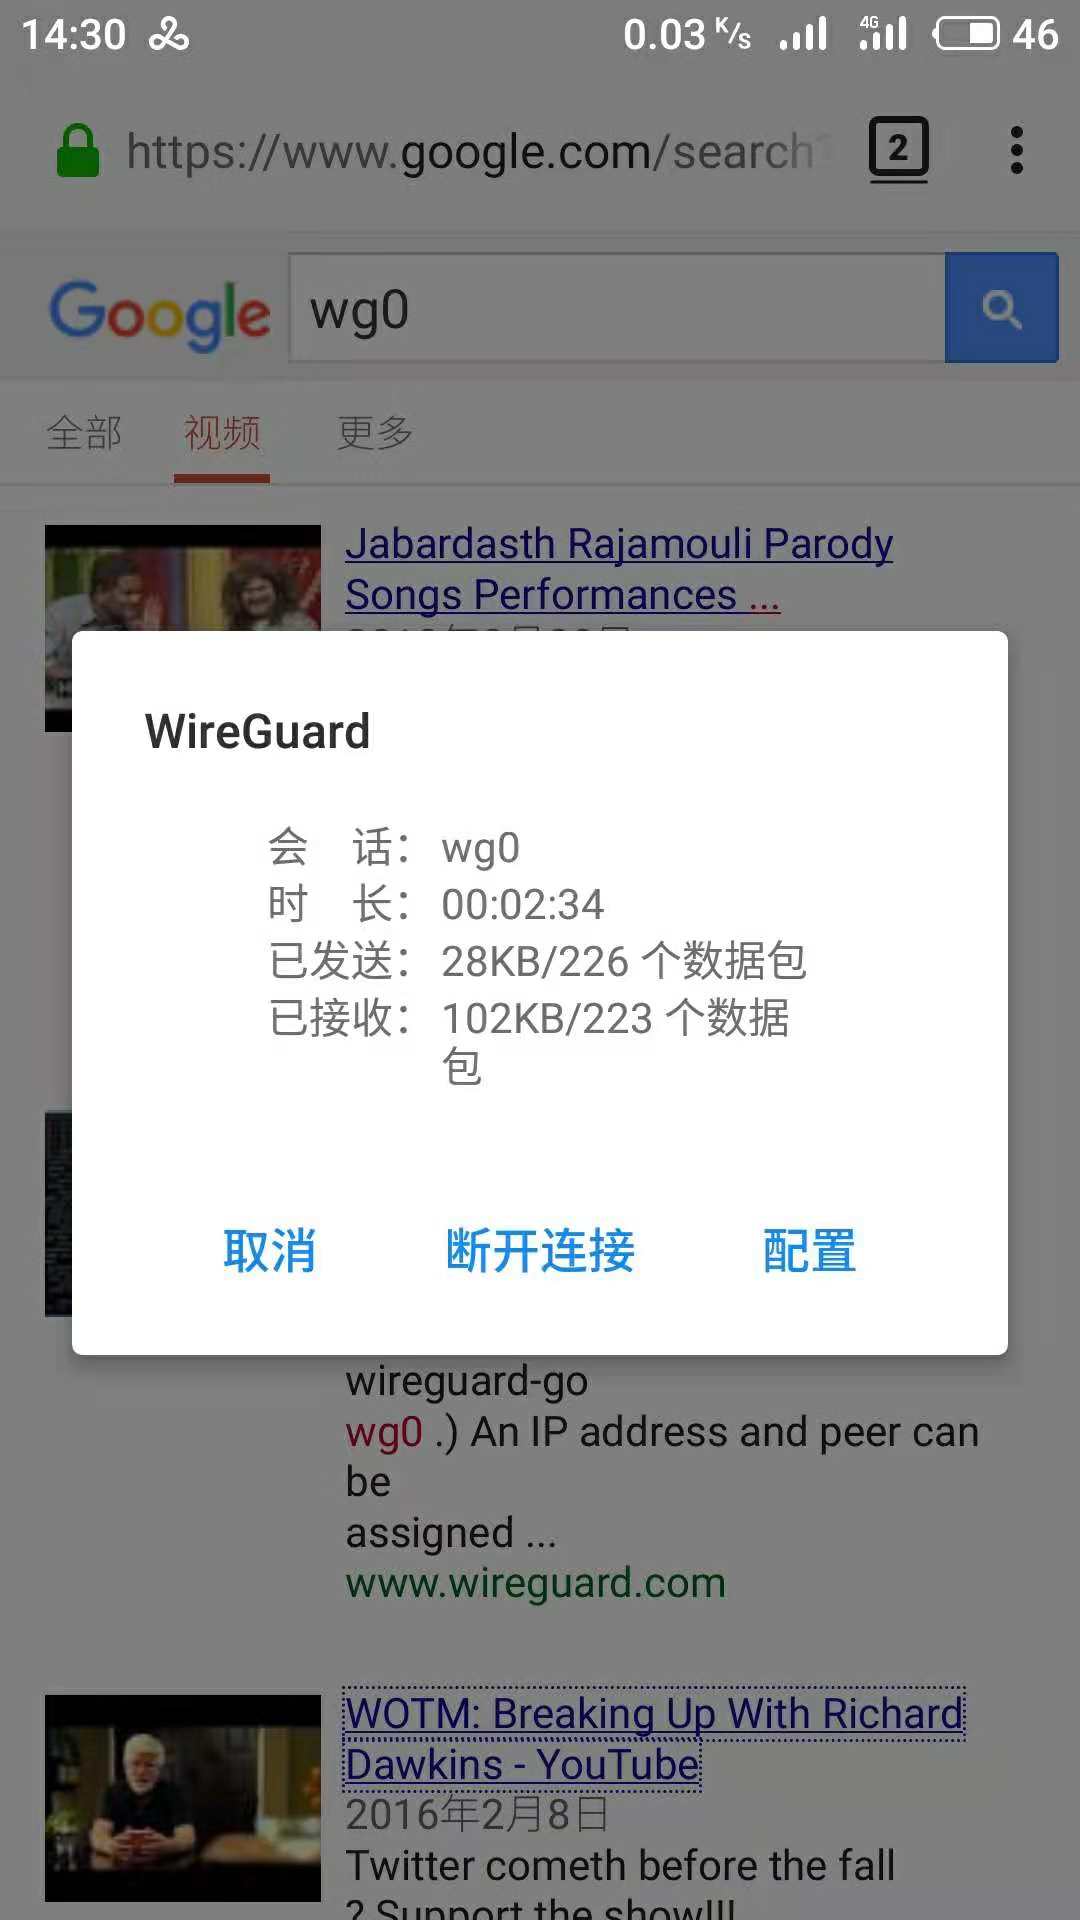 14:30 0.03 K/s 4G 46
https://www.google.com/search 2
Google wg0
全部 视频 更多
Jabardasth Rajamouli Parody
Songs Performances ...
WireGuard
会 话： wg0
时 长： 00:02:34
已发送： 28KB/226 个数据包
已接收： 102KB/223 个数据
包
取消 断开连接 配置
wireguard-go
wg0 .) An IP address and peer can
be
assigned ...
www.wireguard.com
WOTM: Breaking Up With Richard
Dawkins - YouTube
2016年2月8日
Twitter cometh before the fall
? Support the show!!!